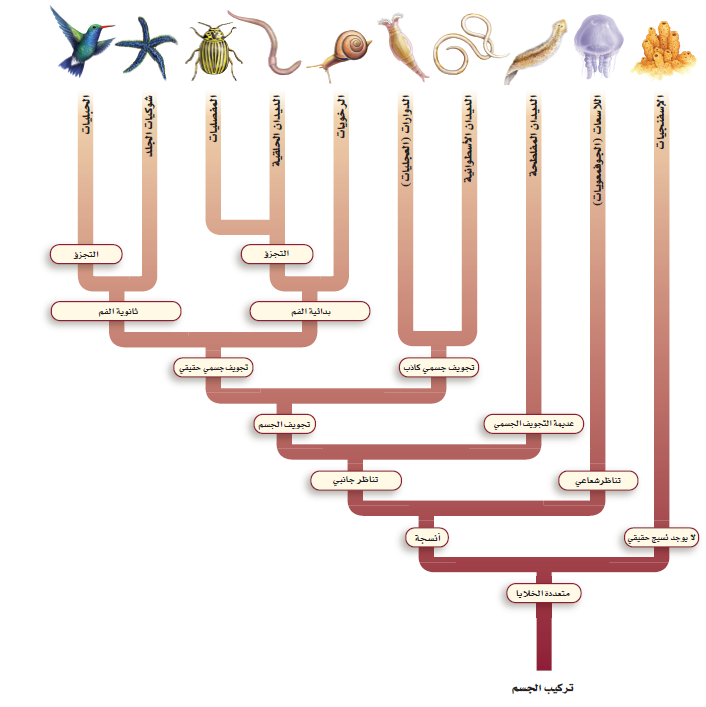 الحبليات
شوكيات الجلد
المفصليات
الديدان الحلقية
الرخويات
الدوارات (العجليات)
الديدان الأسطوانية
الديدان المفلطحة
اللاسعات (الجوفمعويات)
الإسفنجيات
التجزؤ
التجزؤ
ثانوية الفم
بدائية الفم
تجويف جسمي حقيقي
تجويف جسمي كاذب
تجويف الجسم
عديمة التجويف الجسمي
تناظر جانبي
تناظر شعاعي
أنسجة
لا يوجد نسيج حقيقي
متعددة الخلايا
تركيب الجسم